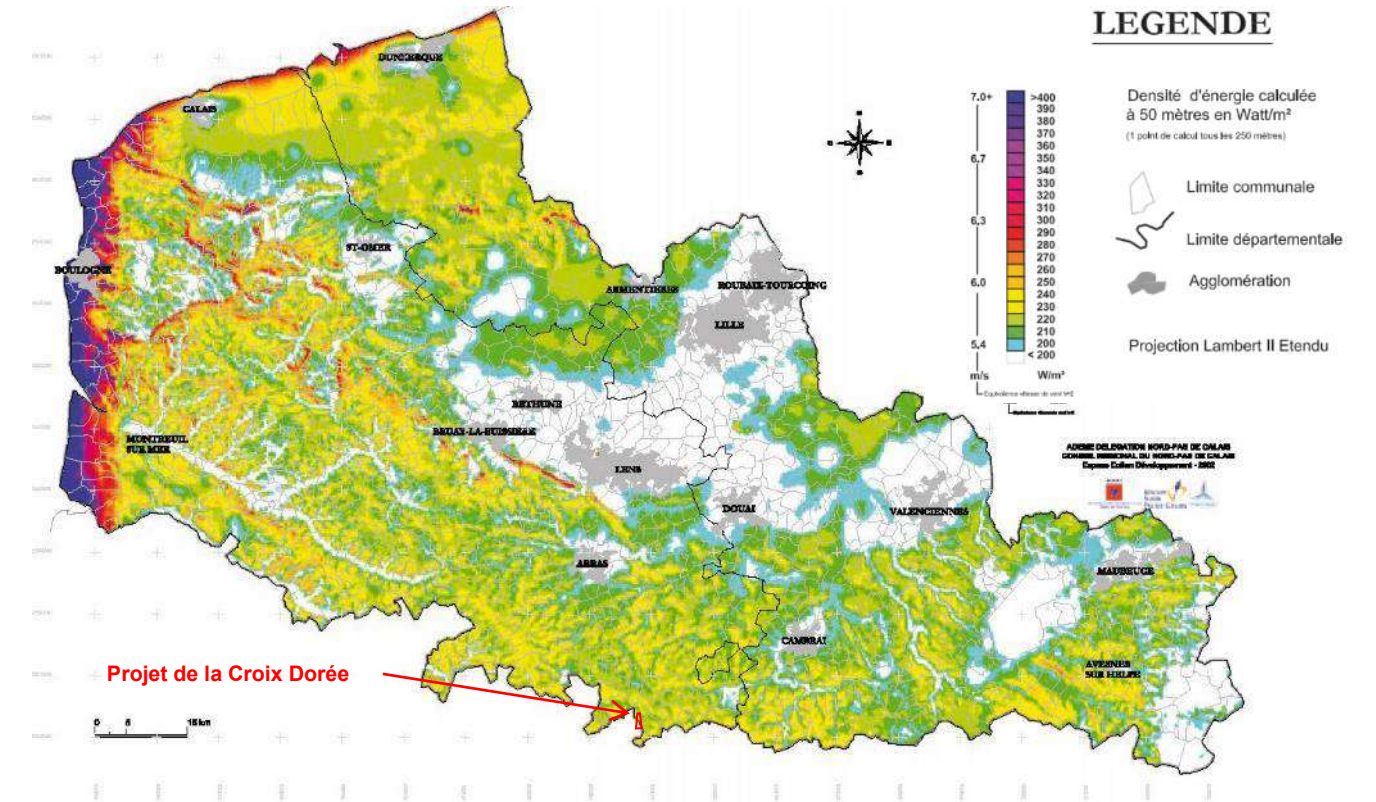 LEGENDE
Densité d'énergie calculée
à 50 mètres en Watt/m²
(1 point de calcul tous les 250 mètres)
Limite communale
Limite départementale
Agglomération
Projection Lambert II Etendu
7.0+
6,7
6,3
6,0
5,4
m/s
>400
390
380
370
360
350
340
330
320
310
300
290
280
270
260
250
240
230
220
210
200
< 200
W/m²
ADEME DELEGATION NORD-PAS DE CALAIS
CONSEIL REGIONAL DU NORD-PAS DE CALAIS
Espace Eolien Développement - 2002
DUNKERQUE
CALAIS
ST-OMER
BOULOGNE
ARMENTIERES
ROUBAIX-TOURCOING
LILLE
BETHUNE
BRUAY-LA-BUISSIERE
MONTREUIL
SUR MER
LENS
DOUAI
VALENCIENNES
ARRAS
MAUBEUGE
CAMBRAI
AVESNES
SUR HELPE
Projet de la Croix Dorée